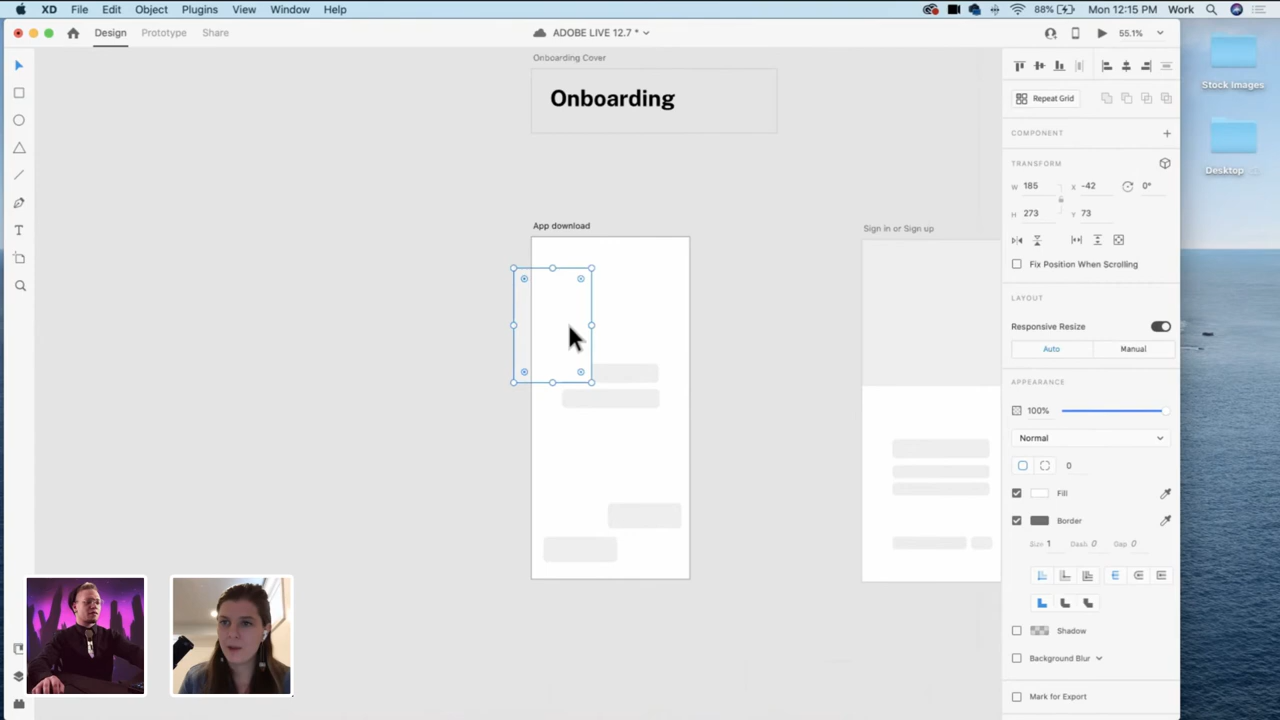 XD File Edit Object Plugins View Window Help 88% Mon 12:15 PM Work
Design Prototype Share ADOBE LIVE 12.7 * 55.1%
Onboarding Cover
Onboarding
Stock Images
Desktop
Repeat Grid
COMPONENT
TRANSFORM
W 185 X -42 0°
H 273 Y 73
App download
Sign in or Sign up
Fix Position When Scrolling
LAYOUT
Responsive Resize
Auto Manual
APPEARANCE
100%
Normal
0
Fill
Border
Size 1 Dash 0 Gap 0
Shadow
Background Blur
Mark for Export